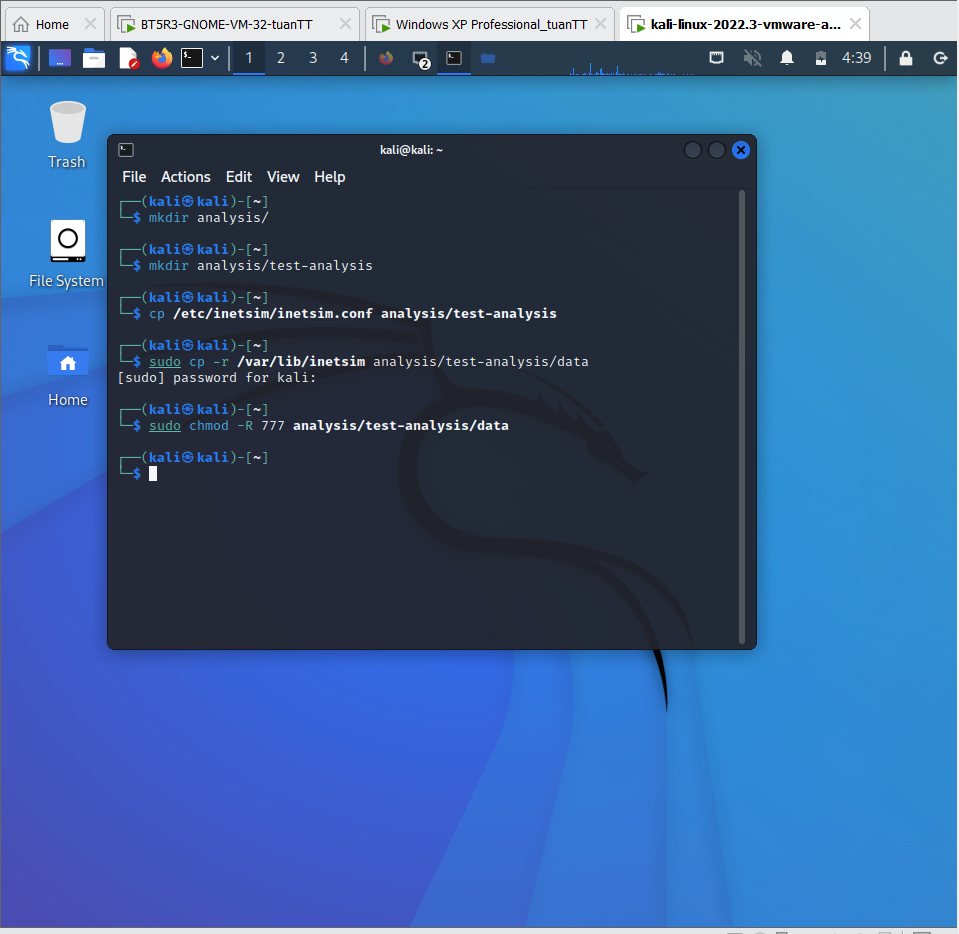 Home
BT5R3-GNOME-VM-32-tuanTT
Windows XP Professional_tuanTT
kali-linux-2022.3-vmware-a...
1 2 3 4
2
4:39
Trash
File System
Home
kali@kali: ~
File Actions Edit View Help
┌──(kali㉿kali)-[~]
└─$ mkdir analysis/
┌──(kali㉿kali)-[~]
└─$ mkdir analysis/test-analysis
┌──(kali㉿kali)-[~]
└─$ cp /etc/inetsim/inetsim.conf analysis/test-analysis
┌──(kali㉿kali)-[~]
└─$ sudo cp -r /var/lib/inetsim analysis/test-analysis/data
[sudo] password for kali:
┌──(kali㉿kali)-[~]
└─$ sudo chmod -R 777 analysis/test-analysis/data
┌──(kali㉿kali)-[~]
└─$